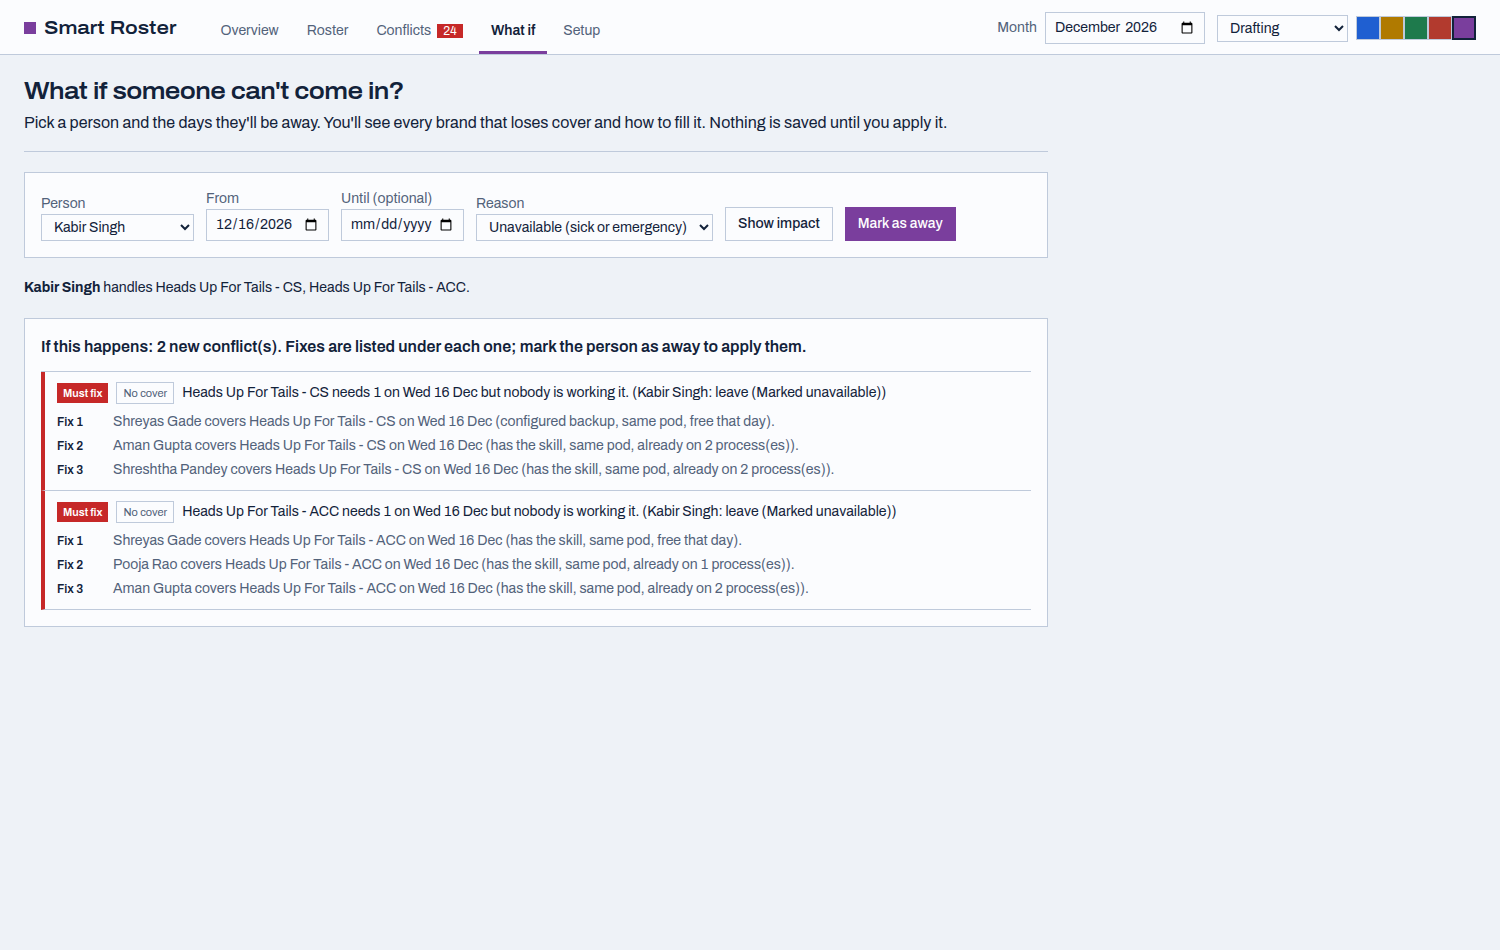 Smart Roster
Overview
Roster
Conflicts 24
What if
Setup
Month
December 2026
Drafting
What if someone can't come in?
Pick a person and the days they'll be away. You'll see every brand that loses cover and how to fill it. Nothing is saved until you apply it.
Person
Kabir Singh
From
12/16/2026
Until (optional)
mm/dd/yyyy
Reason
Unavailable (sick or emergency)
Show impact
Mark as away
Kabir Singh handles Heads Up For Tails - CS, Heads Up For Tails - ACC.
If this happens: 2 new conflict(s). Fixes are listed under each one; mark the person as away to apply them.
Must fix No cover Heads Up For Tails - CS needs 1 on Wed 16 Dec but nobody is working it. (Kabir Singh: leave (Marked unavailable))
Fix 1 Shreyas Gade covers Heads Up For Tails - CS on Wed 16 Dec (configured backup, same pod, free that day).
Fix 2 Aman Gupta covers Heads Up For Tails - CS on Wed 16 Dec (has the skill, same pod, already on 2 process(es)).
Fix 3 Shreshtha Pandey covers Heads Up For Tails - CS on Wed 16 Dec (has the skill, same pod, already on 2 process(es)).
Must fix No cover Heads Up For Tails - ACC needs 1 on Wed 16 Dec but nobody is working it. (Kabir Singh: leave (Marked unavailable))
Fix 1 Shreyas Gade covers Heads Up For Tails - ACC on Wed 16 Dec (has the skill, same pod, free that day).
Fix 2 Pooja Rao covers Heads Up For Tails - ACC on Wed 16 Dec (has the skill, same pod, already on 1 process(es)).
Fix 3 Aman Gupta covers Heads Up For Tails - ACC on Wed 16 Dec (has the skill, same pod, already on 2 process(es)).